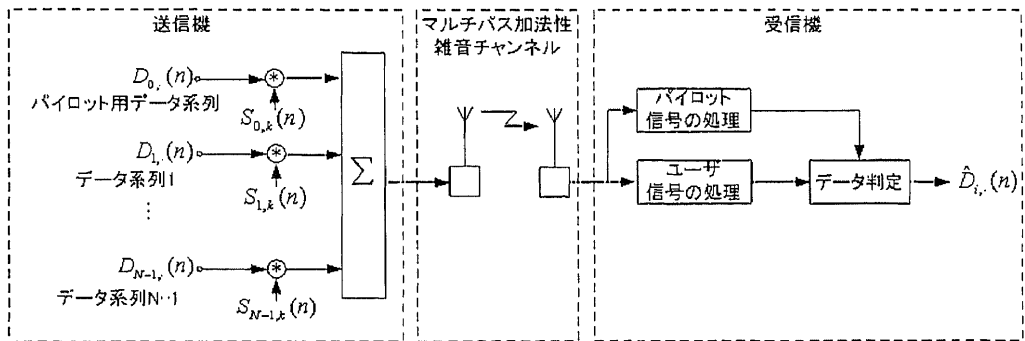 送信機
D₀,.(n)
パイロット用データ系列
*
S₀,ₖ(n)
D₁,.(n)
データ系列1
*
S₁,ₖ(n)
⋮
D_{N-1},.(n)
データ系列N-1
*
S_{N-1,k}(n)
Σ
マルチパス加法性
雑音チャンネル
受信機
パイロット
信号の処理
ユーザ
信号の処理
データ判定
D̂_{i,.}(n)